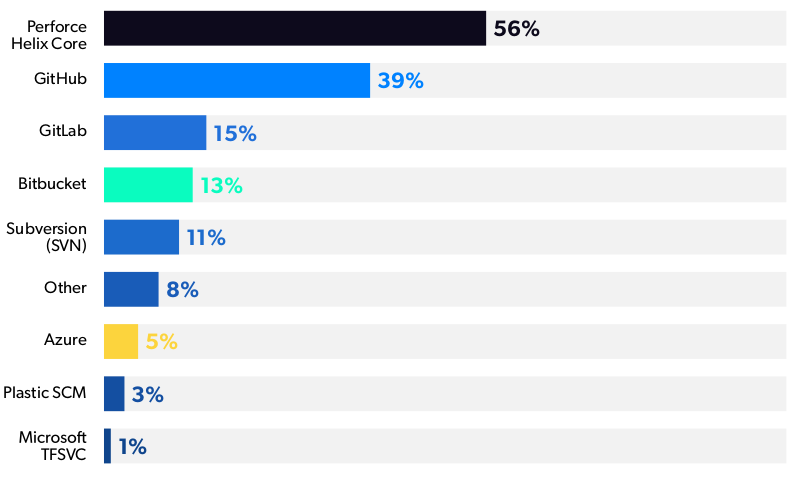 Perforce
Helix Core
56%
GitHub
39%
GitLab
15%
Bitbucket
13%
Subversion
(SVN)
11%
Other
8%
Azure
5%
Plastic SCM
3%
Microsoft
TFSVC
1%